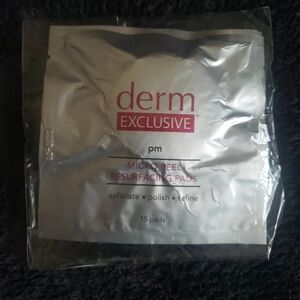 derm
EXCLUSIVE®
pm
MICRO PEEL
RESURFACING PADS
exfoliate • polish • refine
15 pads